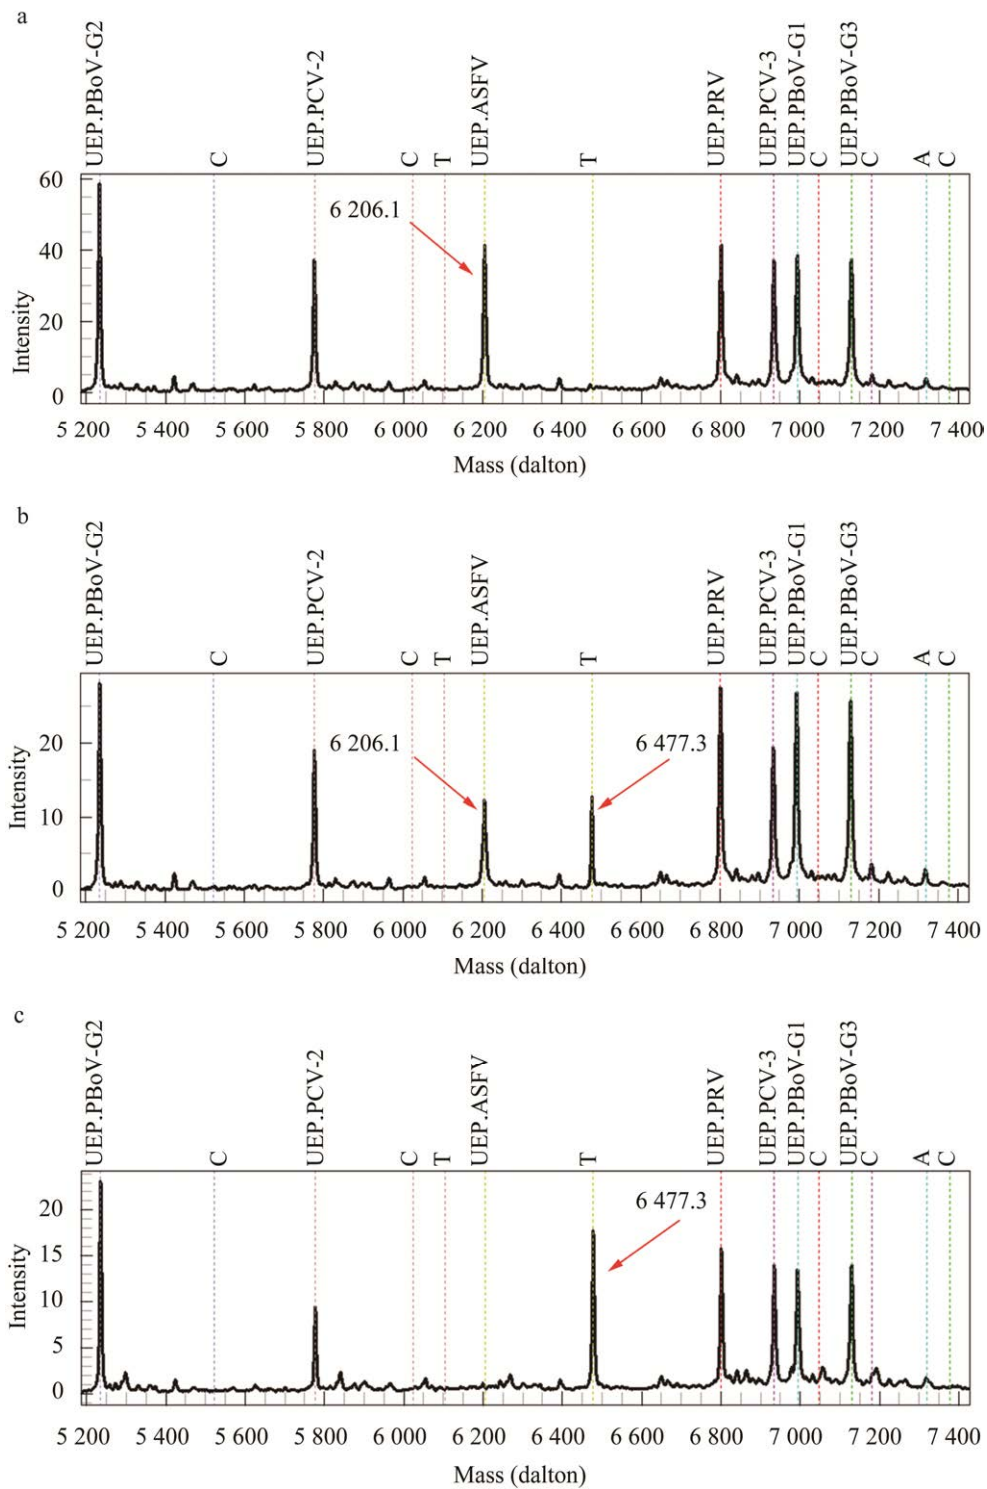 a
UEP.PBoV-G2
C
UEP.PCV-2
C
T
UEP.ASFV
T
UEP.PRV
UEP.PCV-3
UEP.PBoV-G1
C
UEP.PBoV-G3
C
A
C
6 206.1
Intensity
60
40
20
0
5 200 5 400 5 600 5 800 6 000 6 200 6 400 6 600 6 800 7 000 7 200 7 400
Mass (dalton)
b
UEP.PBoV-G2
C
UEP.PCV-2
C
T
UEP.ASFV
T
UEP.PRV
UEP.PCV-3
UEP.PBoV-G1
C
UEP.PBoV-G3
C
A
C
6 206.1
6 477.3
Intensity
20
10
0
5 200 5 400 5 600 5 800 6 000 6 200 6 400 6 600 6 800 7 000 7 200 7 400
Mass (dalton)
c
UEP.PBoV-G2
C
UEP.PCV-2
C
T
UEP.ASFV
T
UEP.PRV
UEP.PCV-3
UEP.PBoV-G1
C
UEP.PBoV-G3
C
A
C
6 477.3
Intensity
20
15
10
5
0
5 200 5 400 5 600 5 800 6 000 6 200 6 400 6 600 6 800 7 000 7 200 7 400
Mass (dalton)